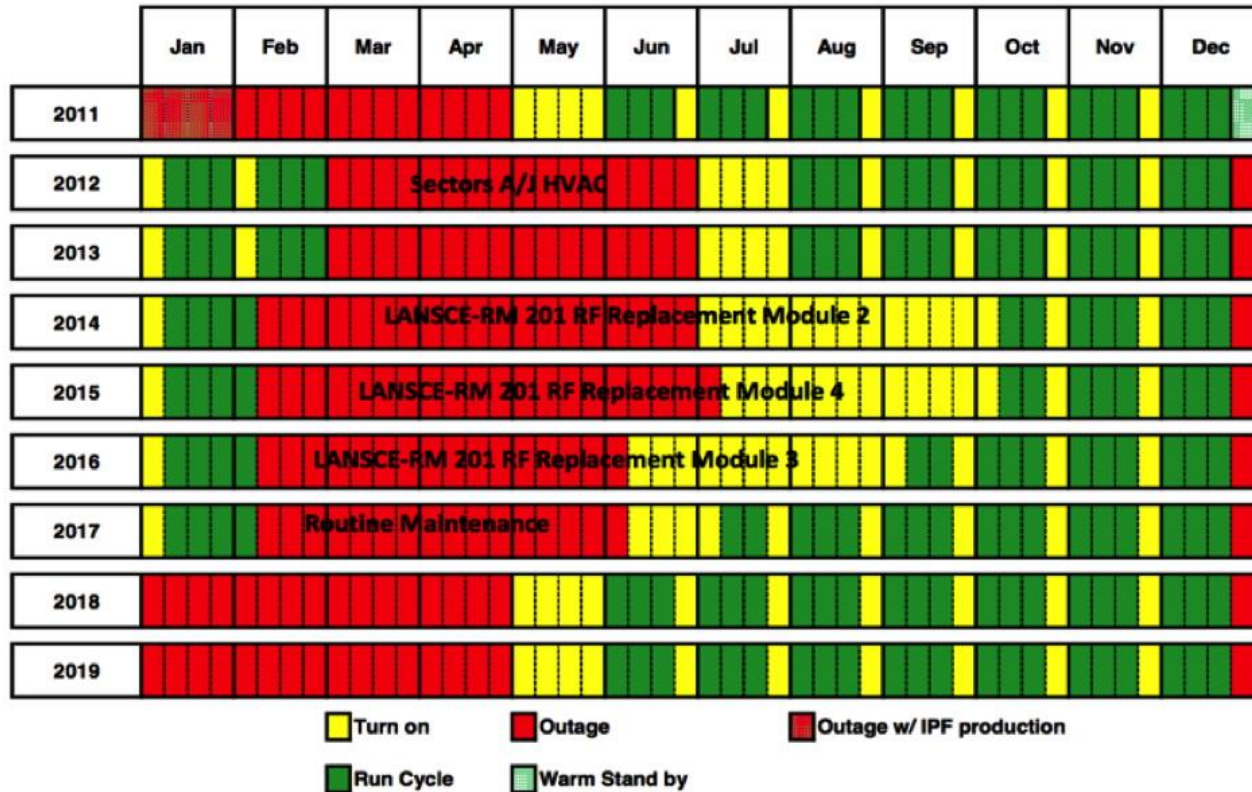 Jan Feb Mar Apr May Jun Jul Aug Sep Oct Nov Dec
2011
2012 Sectors A/J HVAC
2013
2014 LANSCE-RM 201 RF Replacement Module 2
2015 LANSCE-RM 201 RF Replacement Module 4
2016 LANSCE-RM 201 RF Replacement Module 3
2017 Routine Maintenance
2018
2019
Turn on Outage Outage w/ IPF production
Run Cycle Warm Stand by